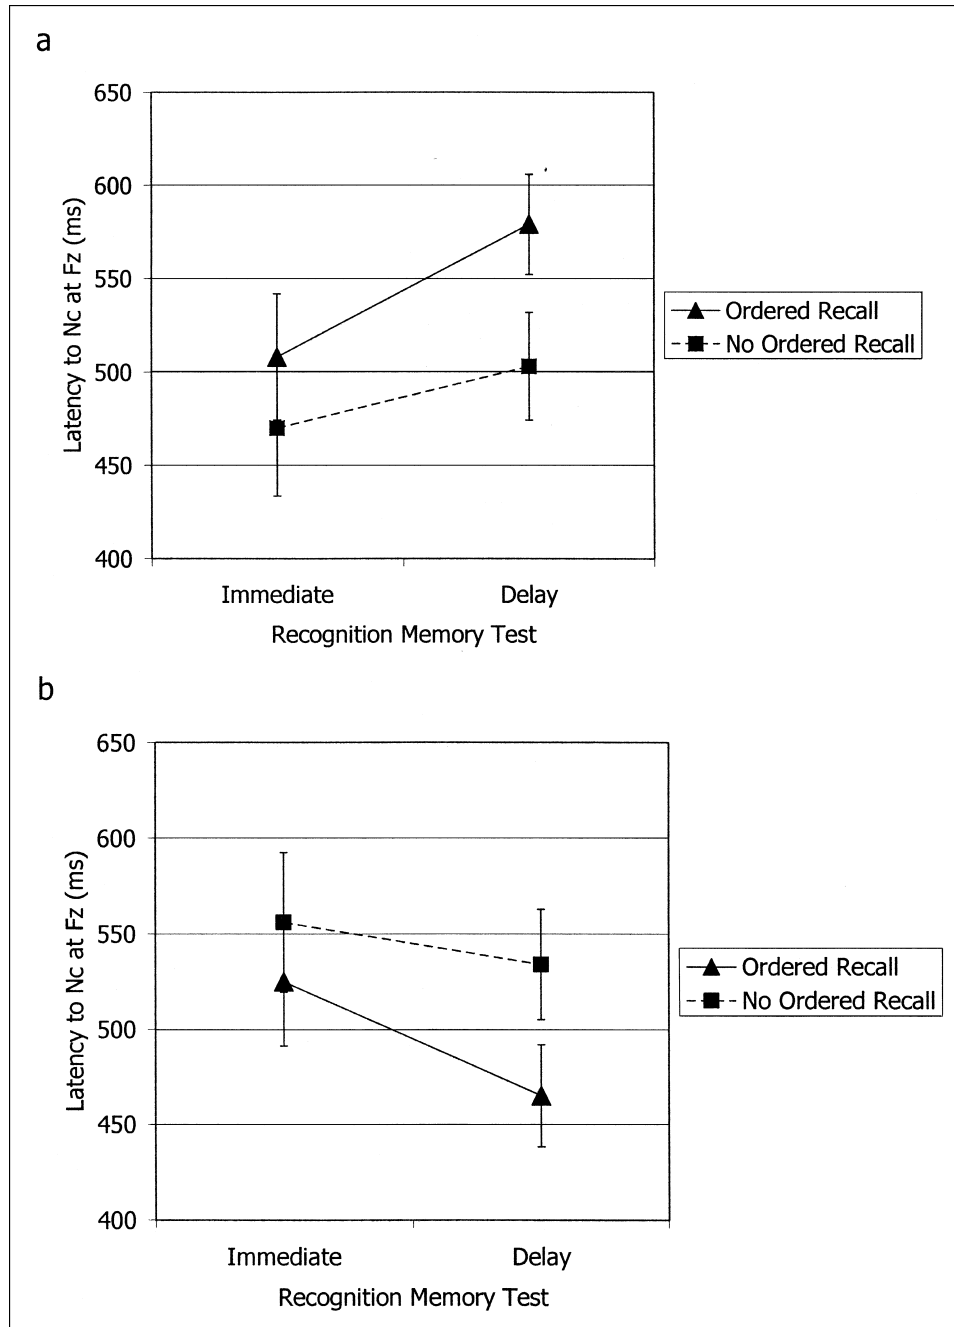 a
650
600
550
500
450
400
Latency to Nc at Fz (ms)
Immediate Delay
Recognition Memory Test
Ordered Recall
No Ordered Recall
b
650
600
550
500
450
400
Latency to Nc at Fz (ms)
Immediate Delay
Recognition Memory Test
Ordered Recall
No Ordered Recall